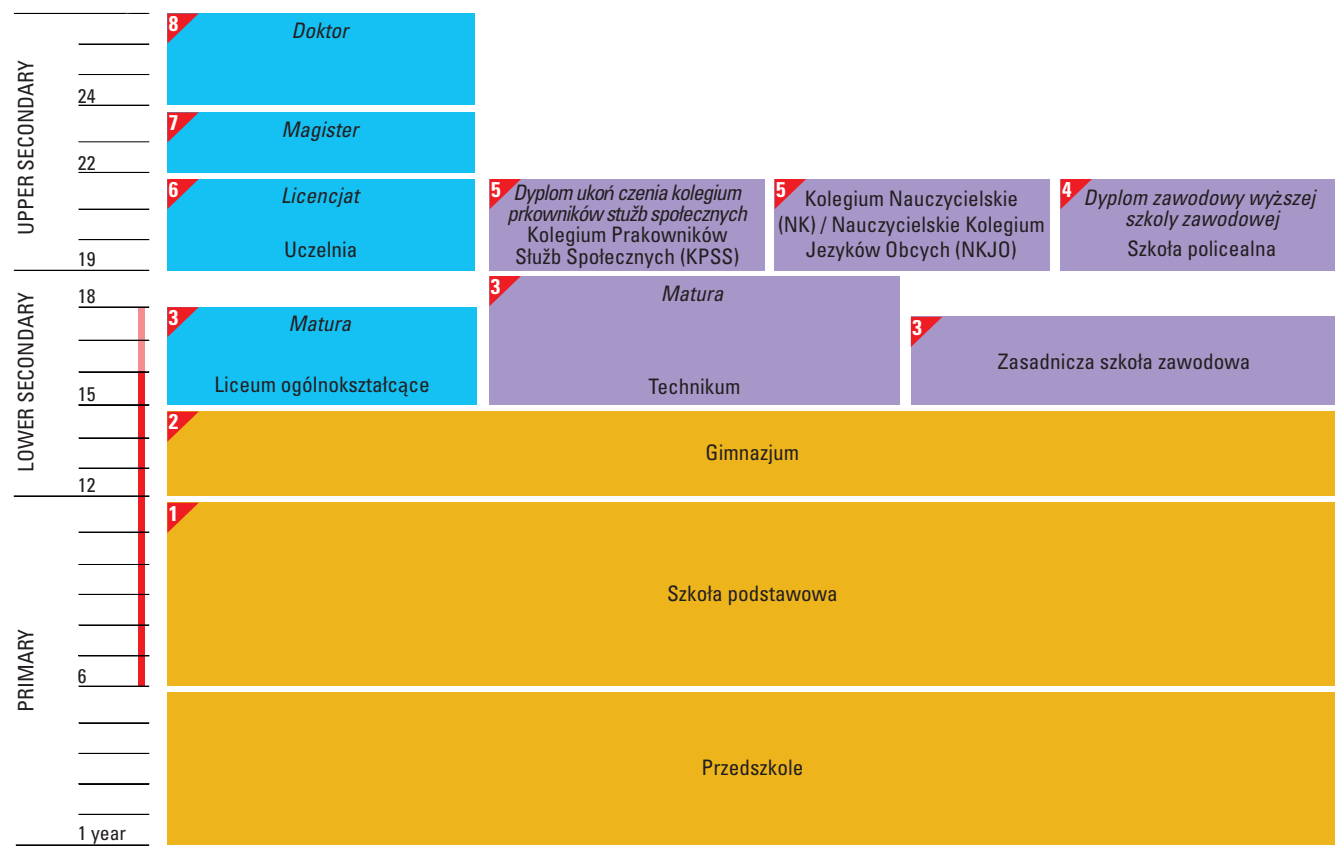 UPPER SECONDARY
LOWER SECONDARY
PRIMARY
24
22
19
18
15
12
6
1 year
8
Doktor
7
Magister
6
Licencjat
Uczelnia
5
Dyplom ukoń czenia kolegium
prkowników stużb społecznych
Kolegium Prakowników
Służb Społecznych (KPSS)
5
Kolegium Nauczycielskie
(NK) / Nauczycielskie Kolegium
Jezyków Obcych (NKJO)
4
Dyplom zawodowy wyższej
szkoly zawodowej
Szkoła policealna
3
Matura
Liceum ogólnokształcące
3
Matura
Technikum
3
Zasadnicza szkoła zawodowa
2
Gimnazjum
1
Szkoła podstawowa
Przedszkole